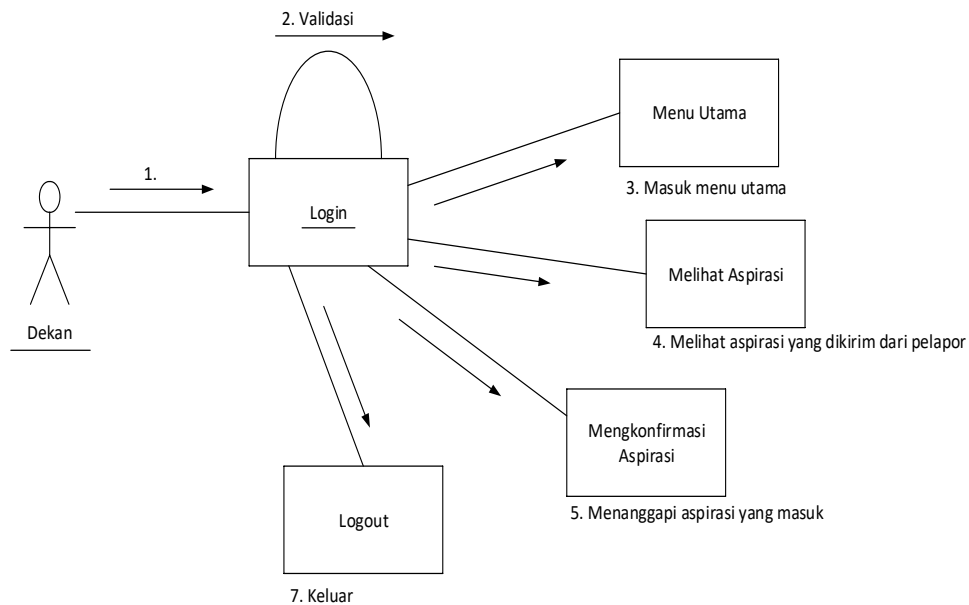 2. Validasi
Menu Utama
1.
3. Masuk menu utama
Login
Melihat Aspirasi
Dekan
4. Melihat aspirasi yang dikirim dari pelapor
Mengkonfirmasi
Aspirasi
5. Menanggapi aspirasi yang masuk
Logout
7. Keluar